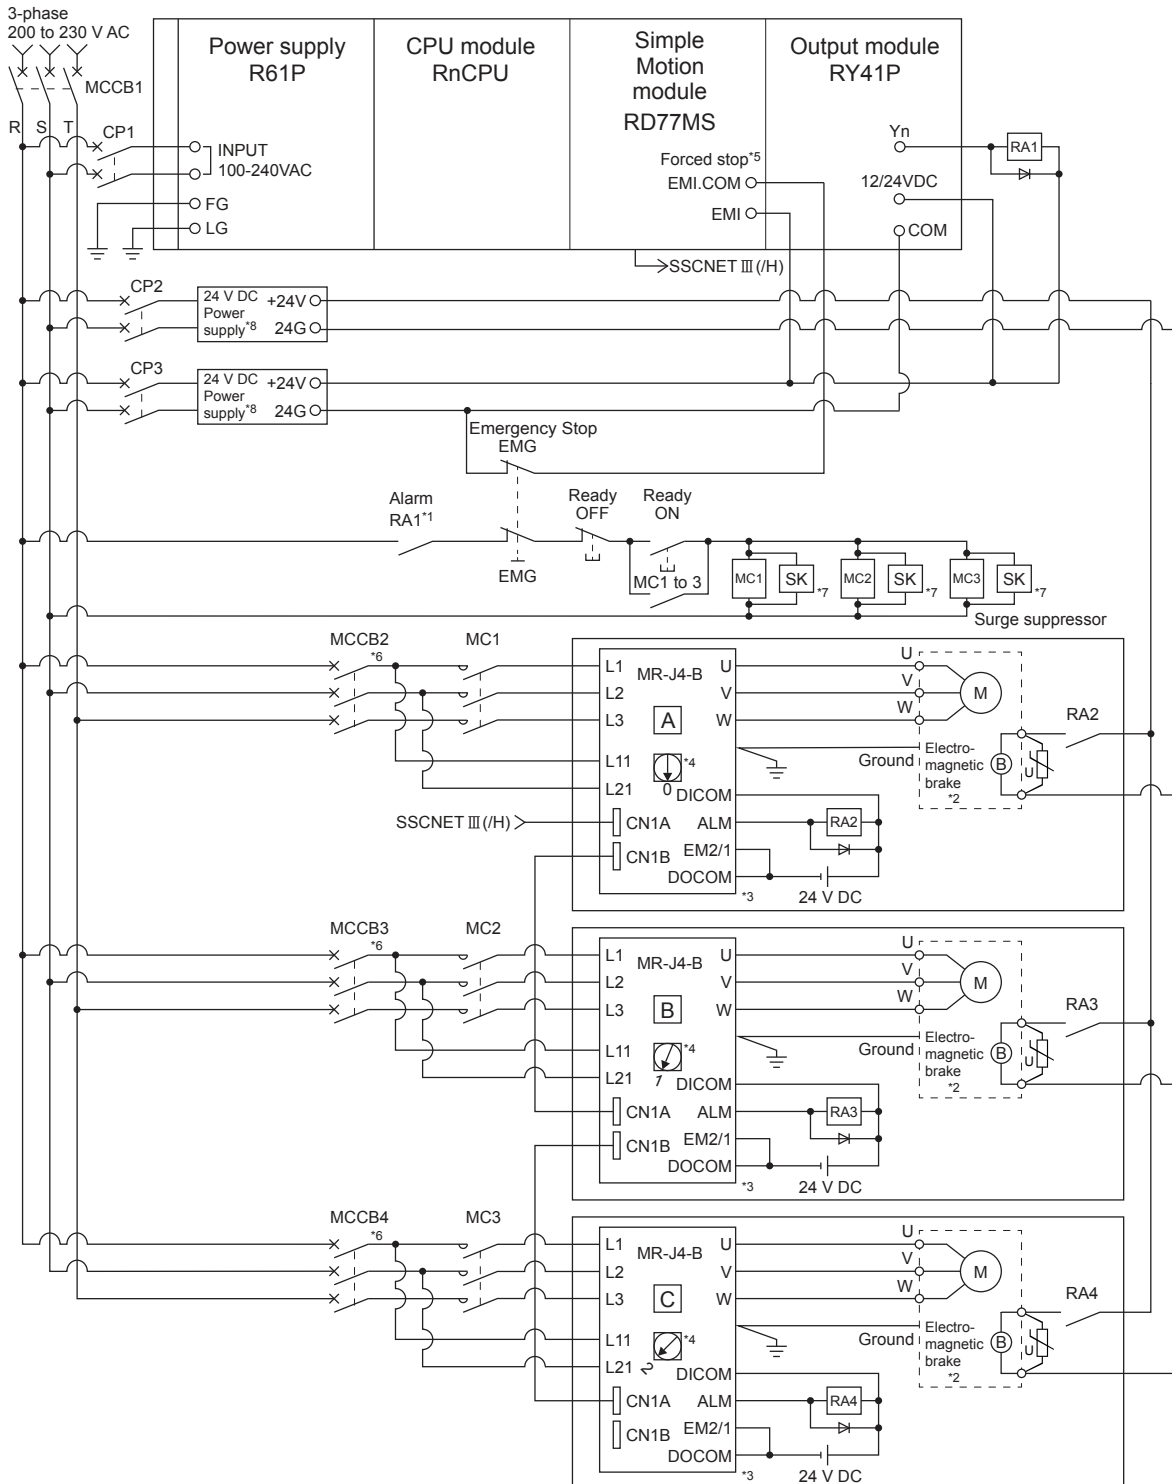 3-phase
200 to 230 V AC
MCCB1
R S T
CP1
Power supply
R61P
INPUT
100-240VAC
FG
LG
CPU module
RnCPU
Simple
Motion
module
RD77MS
Forced stop*5
EMI.COM
EMI
Output module
RY41P
Yn
12/24VDC
COM
RA1
SSCNET Ⅲ(/H)
CP2
24 V DC
Power
supply*8
+24V
24G
CP3
24 V DC
Power
supply*8
+24V
24G
Emergency Stop
EMG
Alarm
RA1*1
EMG
Ready
OFF
Ready
ON
MC1 to 3
MC1
SK
*7
MC2
SK
*7
MC3
SK
*7
Surge suppressor
MCCB2
*6
MC1
L1
L2
L3
L11
L21
CN1A
CN1B
MR-J4-B
A
*4
0
U
V
W
DICOM
ALM
EM2/1
DOCOM
*3
SSCNET Ⅲ(/H)
U
V
W
M
Ground
Electro-
magnetic
brake
*2
B
U
RA2
RA2
24 V DC
MCCB3
*6
MC2
L1
L2
L3
L11
L21
CN1A
CN1B
MR-J4-B
B
*4
1
U
V
W
DICOM
ALM
EM2/1
DOCOM
*3
U
V
W
M
Ground
Electro-
magnetic
brake
*2
B
U
RA3
RA3
24 V DC
MCCB4
*6
MC3
L1
L2
L3
L11
L21
CN1A
CN1B
MR-J4-B
C
*4
2
U
V
W
DICOM
ALM
EM2/1
DOCOM
*3
U
V
W
M
Ground
Electro-
magnetic
brake
*2
B
U
RA4
RA4
24 V DC